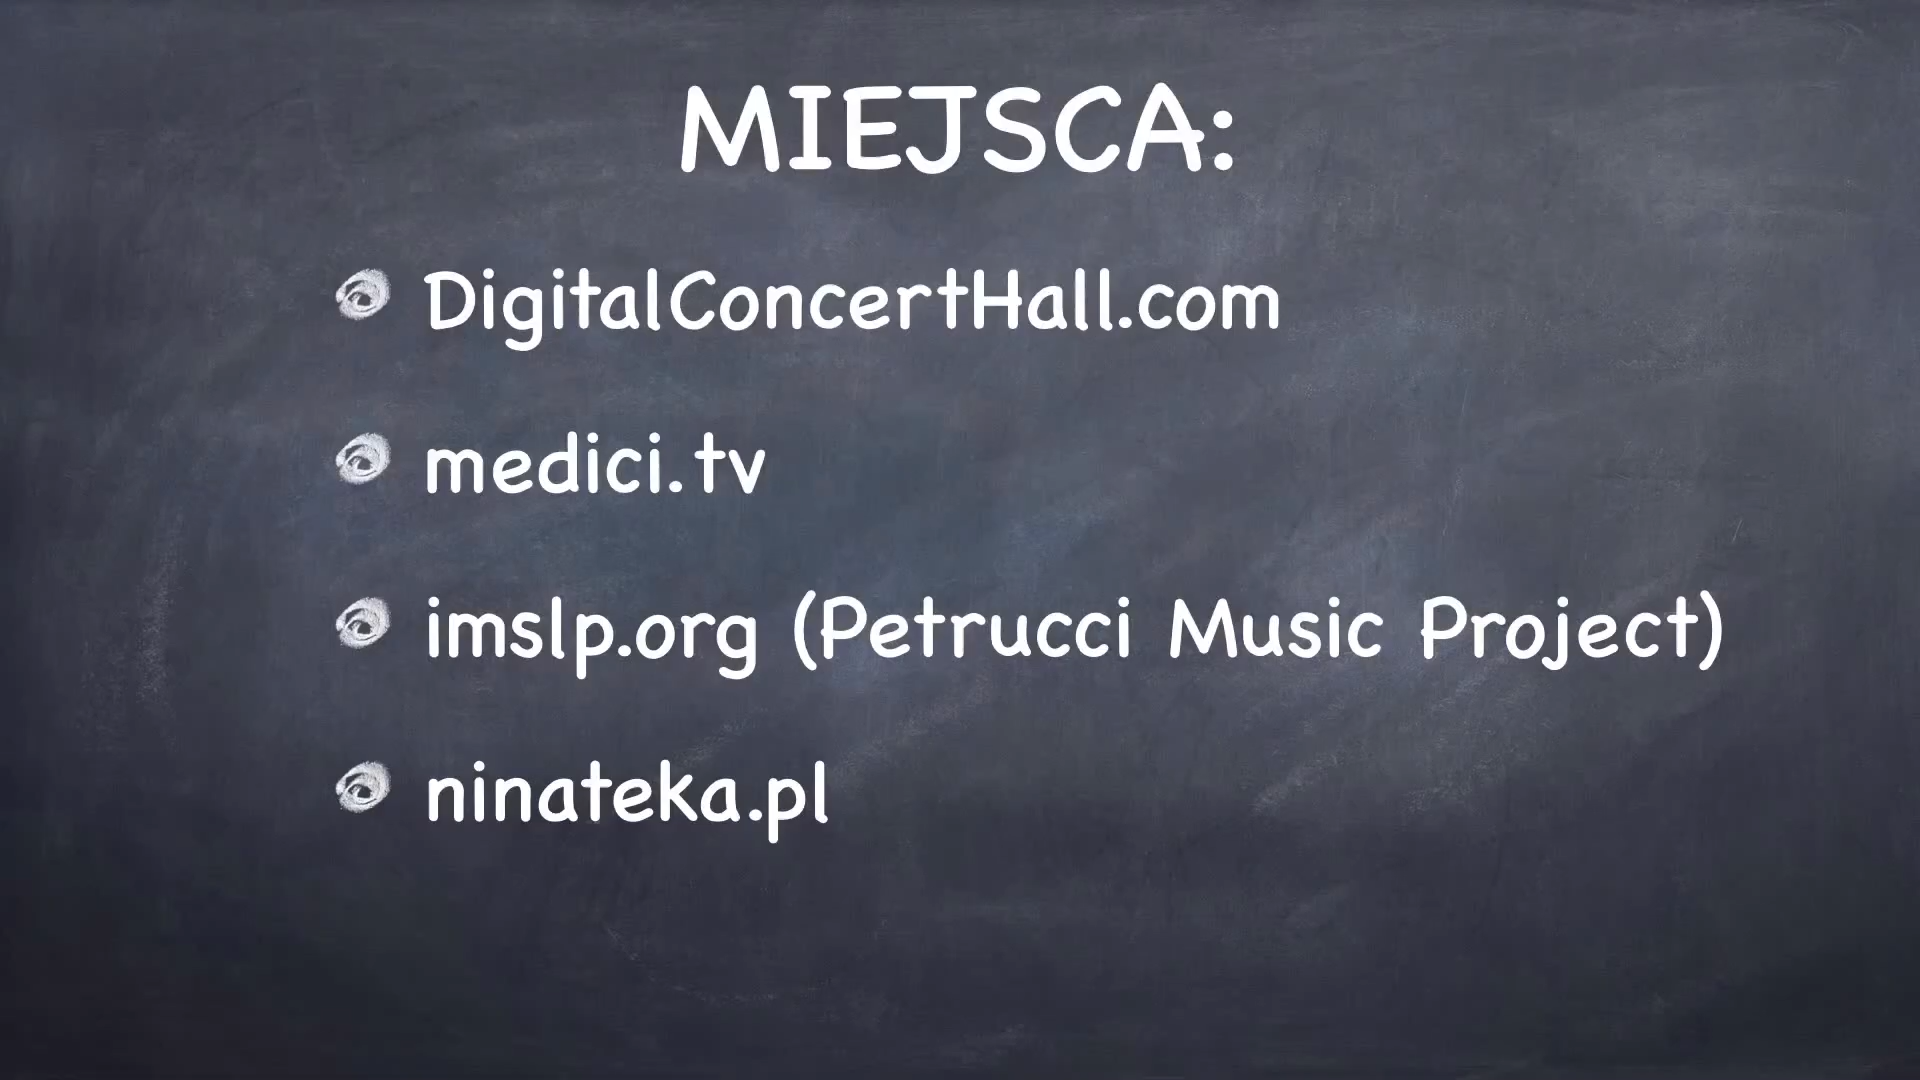 MIEJSCA:
DigitalConcertHall.com
medici.tv
imslp.org (Petrucci Music Project)
ninateka.pl